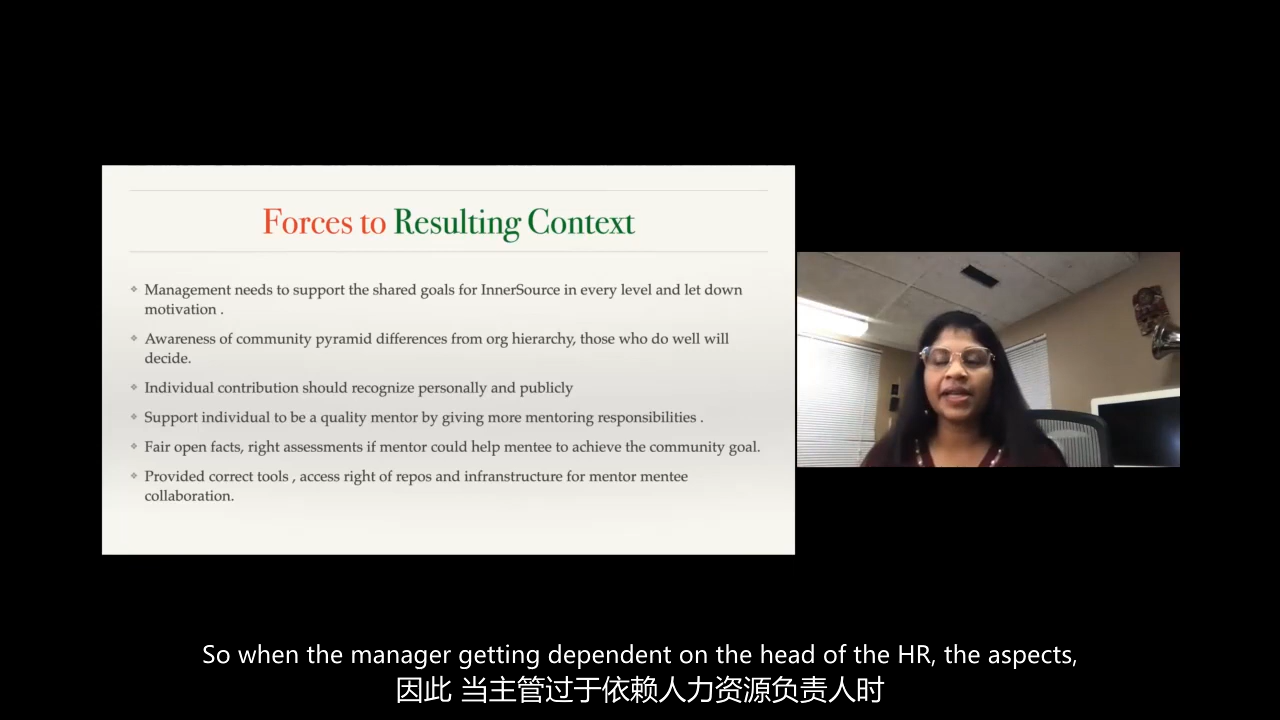 Forces to Resulting Context
Management needs to support the shared goals for InnerSource in every level and let down
motivation .
Awareness of community pyramid differences from org hierarchy, those who do well will
decide.
Individual contribution should recognize personally and publicly
Support individual to be a quality mentor by giving more mentoring responsibilities .
Fair open facts, right assessments if mentor could help mentee to achieve the community goal.
Provided correct tools , access right of repos and infranstructure for mentor mentee
collaboration.
So when the manager getting dependent on the head of the HR, the aspects,
因此 当主管过于依赖人力资源负责人时